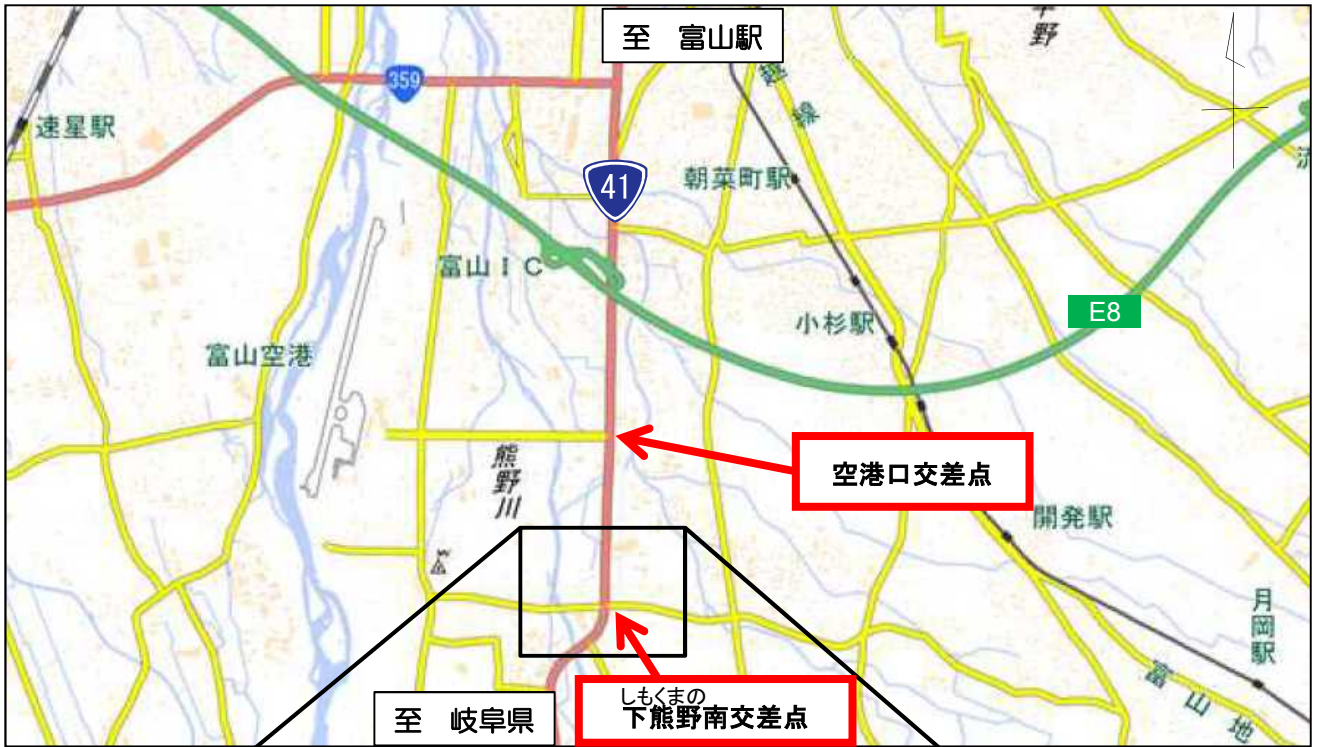 至　富山駅
359
速星駅
41
朝菜町駅
富山ＩＣ
小杉駅
E8
富山空港
空港口交差点
熊野川
開発駅
月岡駅
しもくまの
下熊野南交差点
至　岐阜県
富山地